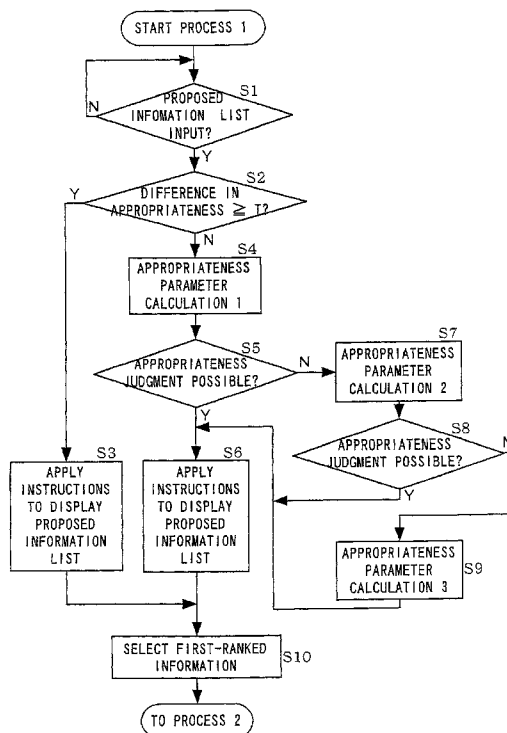 START PROCESS 1
S1
N
PROPOSED
INFOMATION LIST
INPUT?
Y
S2
Y
DIFFERENCE IN
APPROPRIATENESS ≧ T?
N
S4
APPROPRIATENESS
PARAMETER
CALCULATION 1
S5
APPROPRIATENESS
JUDGMENT POSSIBLE?
N
Y
S7
APPROPRIATENESS
PARAMETER
CALCULATION 2
S8
APPROPRIATENESS
JUDGMENT POSSIBLE?
N
Y
S3
APPLY
INSTRUCTIONS
TO DISPLAY
PROPOSED
INFORMATION
LIST
S6
APPLY
INSTRUCTIONS
TO DISPLAY
PROPOSED
INFORMATION
LIST
APPROPRIATENESS
PARAMETER
CALCULATION 3
S9
SELECT FIRST-RANKED
INFORMATION
S10
TO PROCESS 2